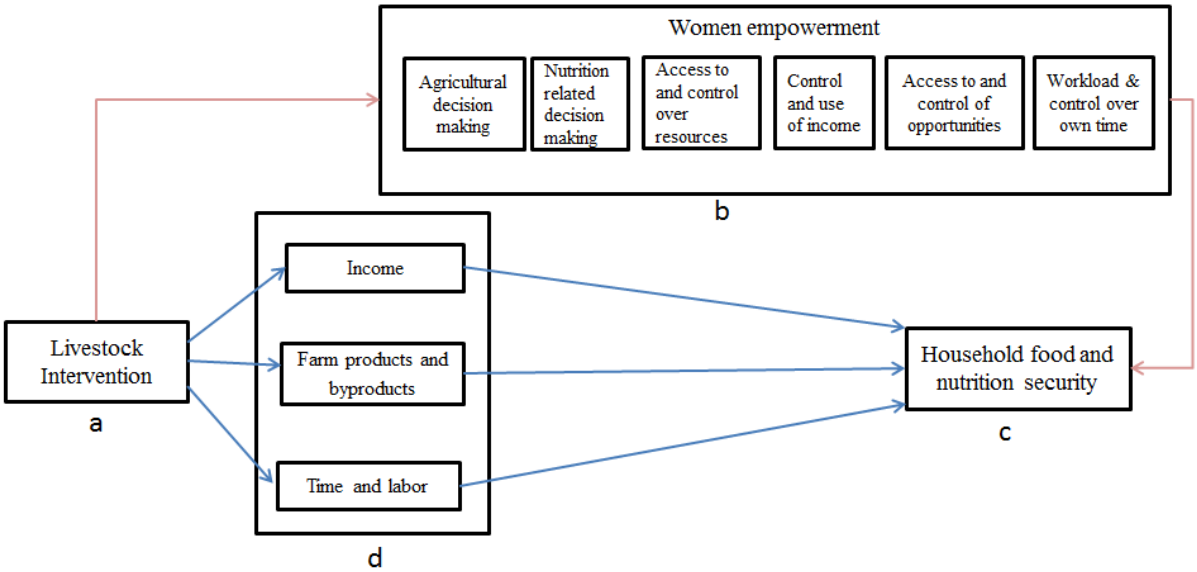 Women empowerment
Agricultural
decision
making
Nutrition
related
decision
making
Access to
and control
over
resources
Control
and use
of income
Access to and
control of
opportunities
Workload &
control over
own time
b
Income
Livestock
Intervention
a
Farm products and
byproducts
Household food and
nutrition security
c
Time and labor
d